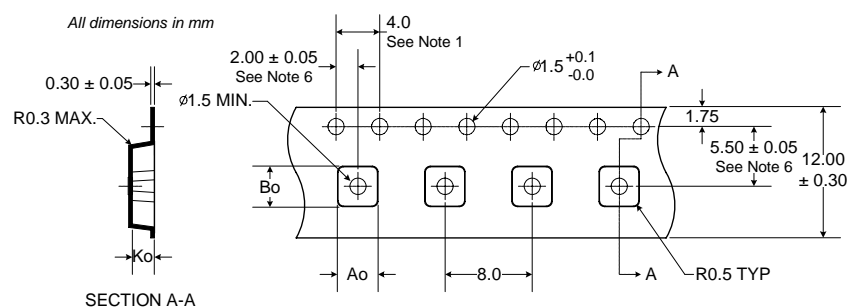 All dimensions in mm
4.0
See Note 1
2.00 ± 0.05
See Note 6
ø1.5 +0.1 -0.0
A
0.30 ± 0.05
ø1.5 MIN.
R0.3 MAX.
1.75
5.50 ± 0.05
See Note 6
12.00
± 0.30
Bo
Ko
Ao
8.0
A
R0.5 TYP
SECTION A-A